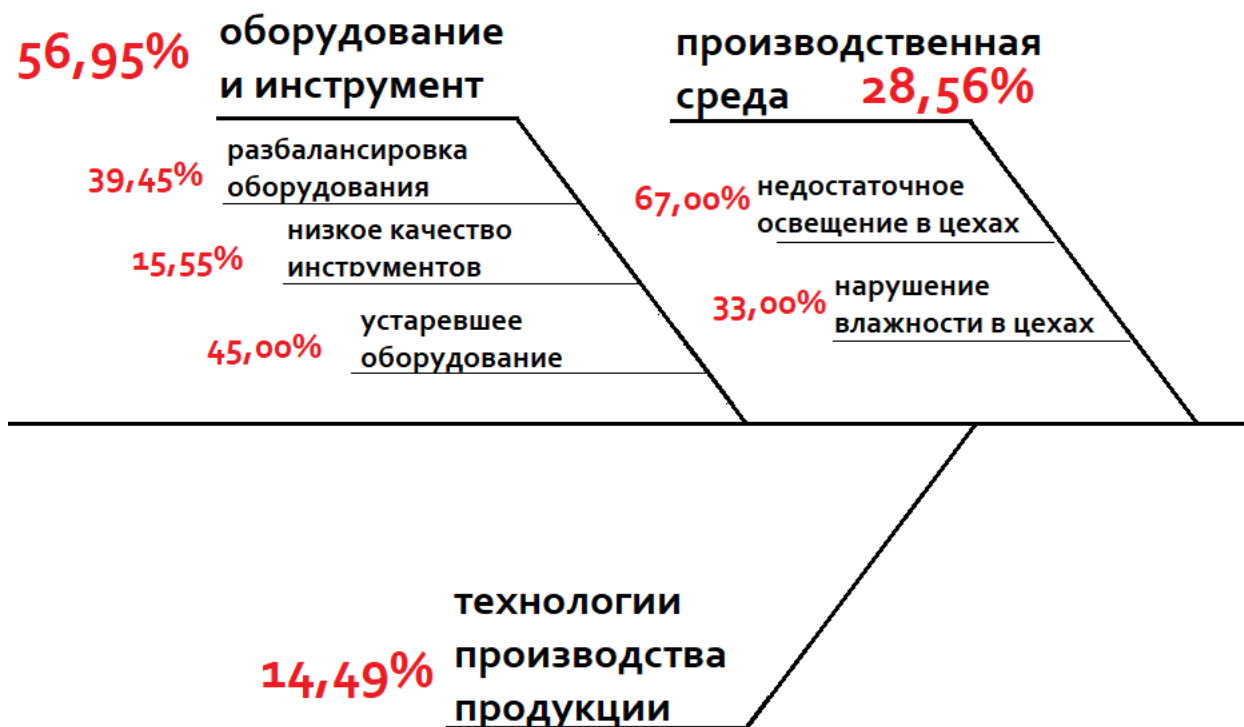 56,95%
оборудование
и инструмент
39,45%
разбалансировка
оборудования
15,55%
низкое качество
инструментов
45,00%
устаревшее
оборудование
производственная
среда 28,56%
67,00%
недостаточное
освещение в цехах
33,00%
нарушение
влажности в цехах
14,49%
технологии
производства
продукции